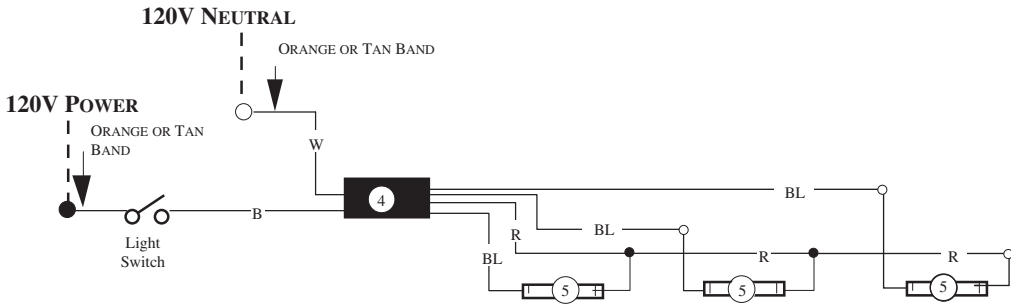 120V NEUTRAL
ORANGE OR TAN BAND
120V POWER
ORANGE OR TAN
BAND
W
4
BL
B
R
BL
R
R
Light
Switch
BL
5
5
5